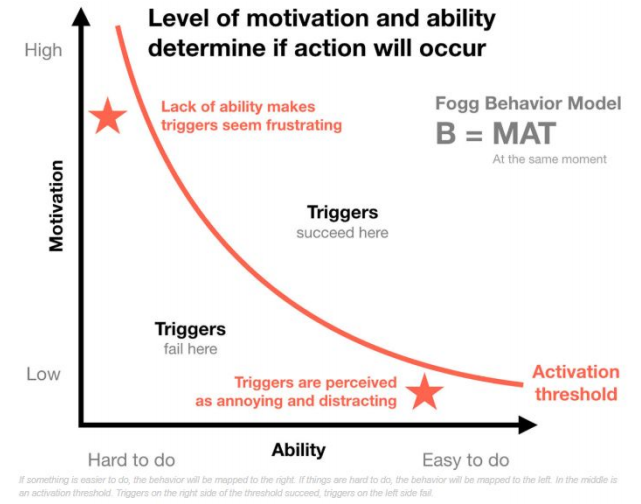 Level of motivation and ability
determine if action will occur
High
Lack of ability makes
triggers seem frustrating
Fogg Behavior Model
B = MAT
At the same moment
Motivation
Triggers
succeed here
Triggers
fail here
Low
Triggers are perceived
as annoying and distracting
Activation
threshold
Ability
Hard to do
Easy to do
If something is easier to do, the behavior will be mapped to the right. If things are hard to do, the behavior will be mapped to the left. In the middle is
an activation threshold. Triggers on the right side of the threshold succeed, triggers on the left side fail.